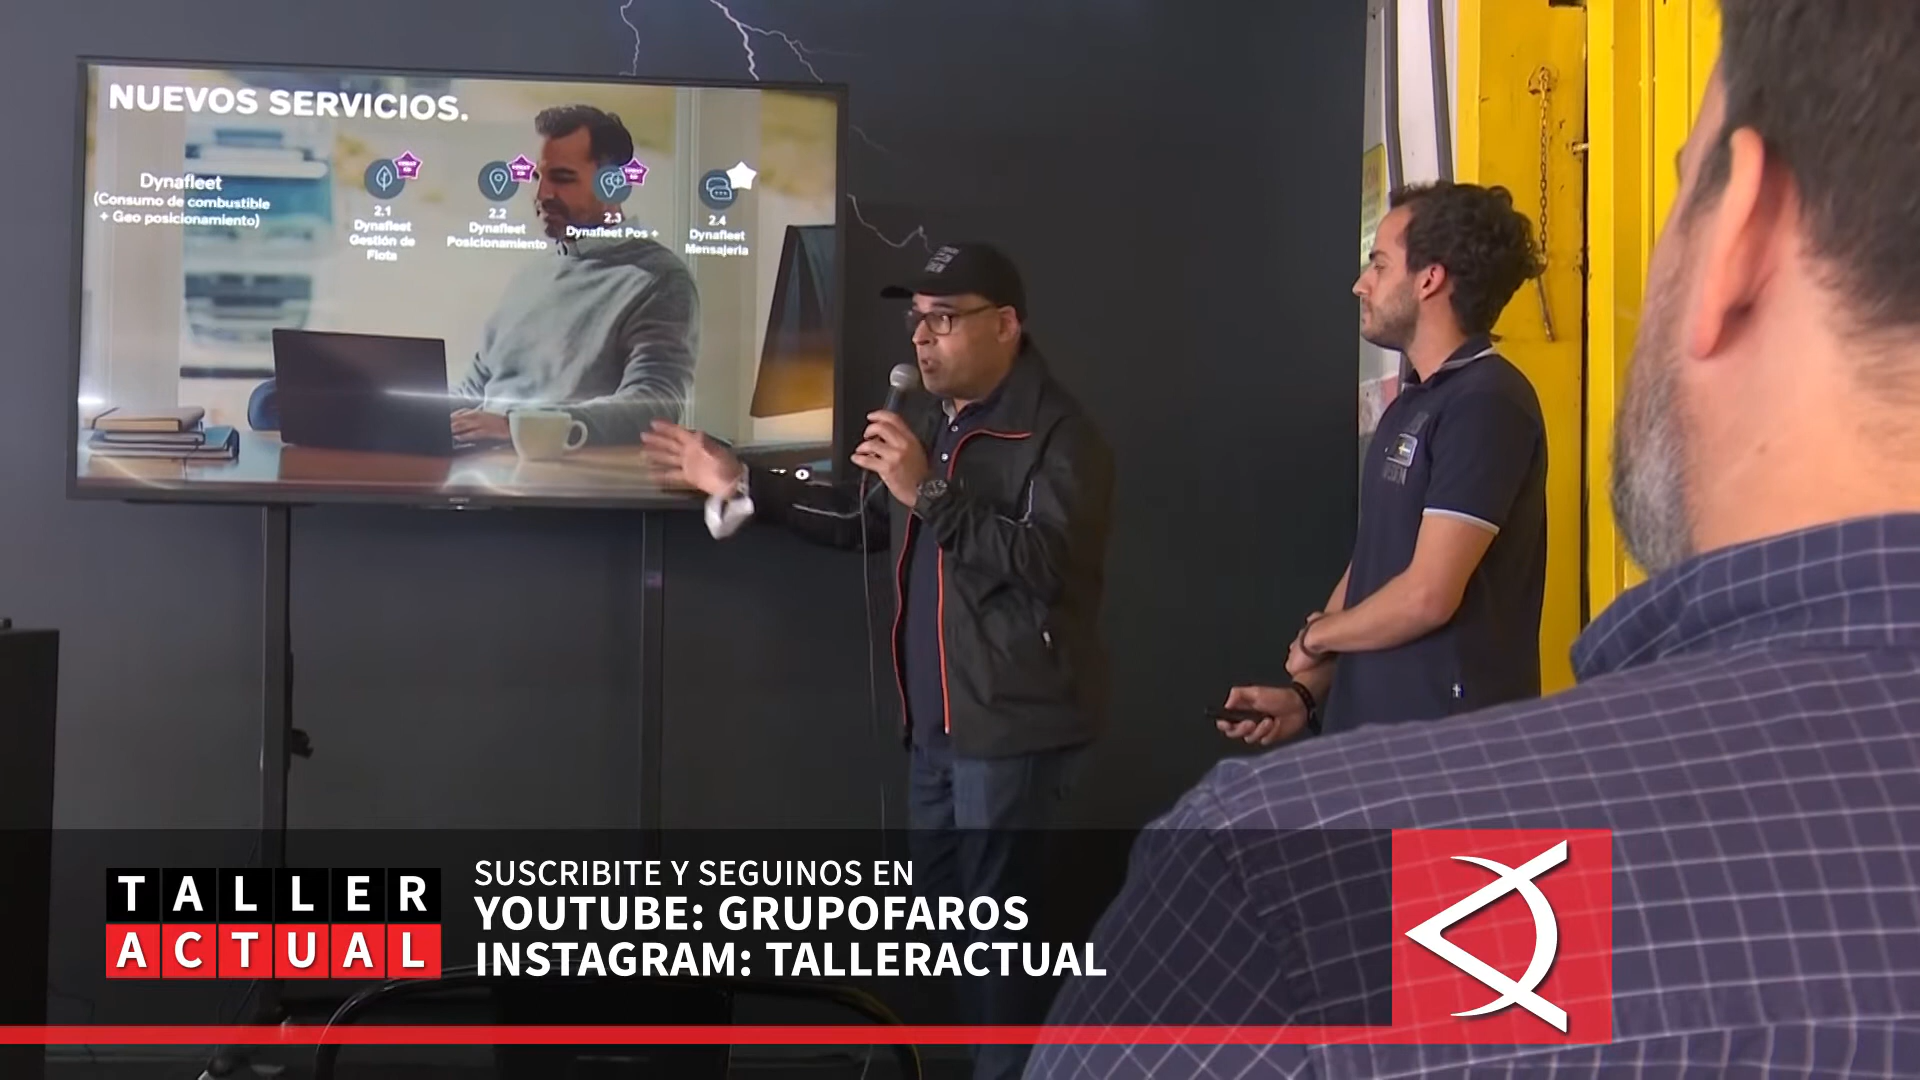 NUEVOS SERVICIOS.
Dynafleet
(Consumo de combustible
+ Geo posicionamiento)
2.1
Dynafleet
Gestión de
Flota
2.2
Dynafleet
Posicionamiento
2.3
Dynafleet Pos +
2.4
Dynafleet
Mensajeria
TALLER
ACTUAL
SUSCRIBITE Y SEGUINOS EN
YOUTUBE: GRUPOFAROS
INSTAGRAM: TALLERACTUAL